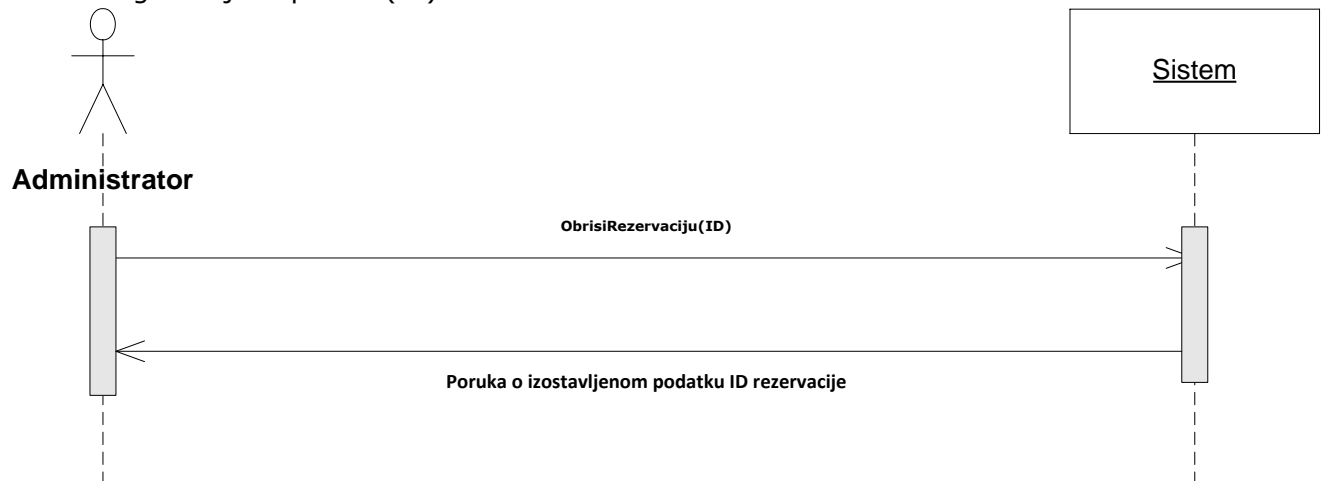 Sistem
Administrator
ObrisiRezervaciju(ID)
Poruka o izostavljenom podatku ID rezervacije